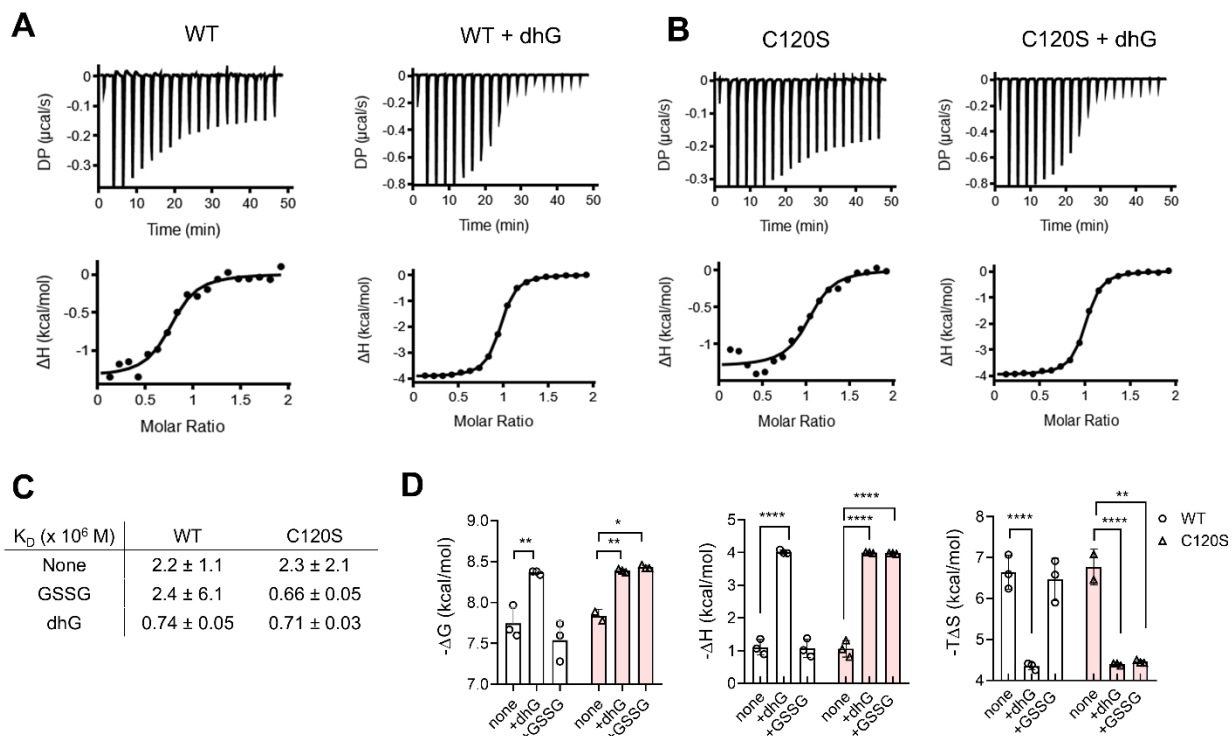 A
WT
WT + dhG
B
C120S
C120S + dhG
DP (µcal/s)
0
-0.1
-0.2
-0.3
0 10 20 30 40 50
Time (min)
DP (µcal/s)
0
-0.2
-0.4
-0.6
-0.8
0 10 20 30 40 50
Time (min)
DP (µcal/s)
0
-0.1
-0.2
-0.3
0 10 20 30 40 50
Time (min)
DP (µcal/s)
0
-0.2
-0.4
-0.6
-0.8
0 10 20 30 40 50
Time (min)
ΔH (kcal/mol)
0
-0.5
-1
0 0.5 1 1.5 2
Molar Ratio
ΔH (kcal/mol)
0
-1
-2
-3
-4
0 0.5 1 1.5 2
Molar Ratio
ΔH (kcal/mol)
0
-0.5
-1
0 0.5 1 1.5 2
Molar Ratio
ΔH (kcal/mol)
0
-1
-2
-3
-4
0 0.5 1 1.5 2
Molar Ratio
C
K_D (x 10⁶ M) WT C120S
None 2.2 ± 1.1 2.3 ± 2.1
GSSG 2.4 ± 6.1 0.66 ± 0.05
dhG 0.74 ± 0.05 0.71 ± 0.03
D
-ΔG (kcal/mol)
9.0
8.5
8.0
7.5
7.0
**
*
**
none +dhG +GSSG none +dhG +GSSG
-ΔH (kcal/mol)
5
4
3
2
1
0
****
****
****
none +dhG +GSSG none +dhG +GSSG
-TΔS (kcal/mol)
8
7
6
5
4
****
**
****
WT
C120S
none +dhG +GSSG none +dhG +GSSG